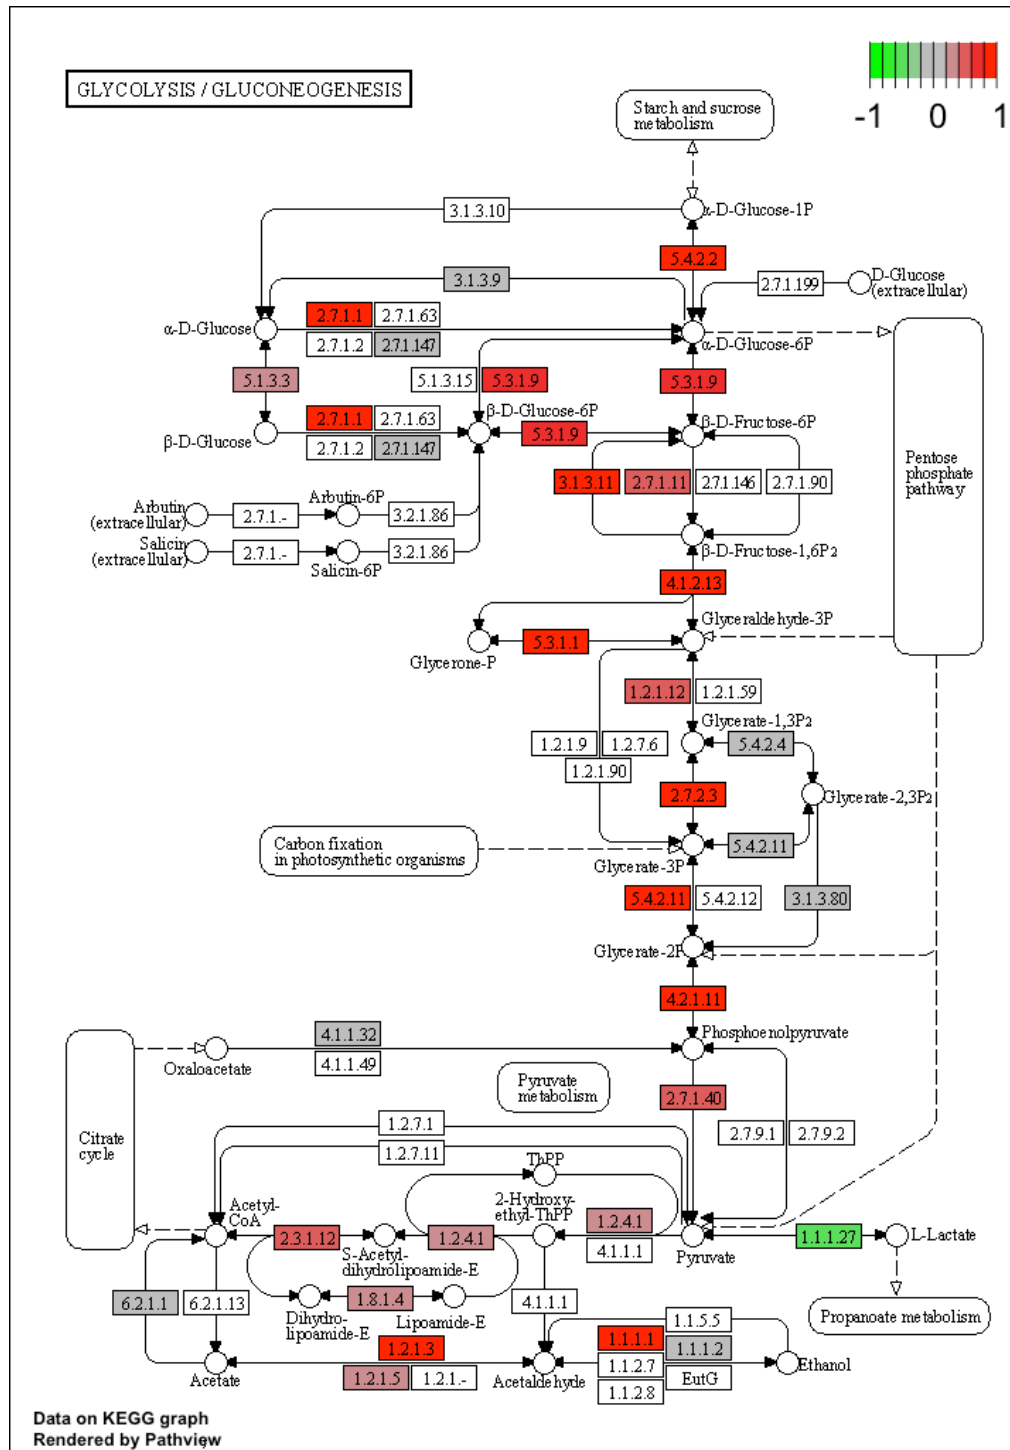 GLYCOLYSIS / GLUCONEOGENESIS
-1 0 1
Starch and sucrose
metabolism
3.1.3.10
α-D-Glucose-1P
5.4.2.2
3.1.3.9
2.7.1.199
D-Glucose
(extracellular)
α-D-Glucose
2.7.1.1
2.7.1.63
2.7.1.2
2.7.1.147
α-D-Glucose-6P
5.1.3.3
5.1.3.15
5.3.1.9
5.3.1.9
β-D-Glucose
2.7.1.1
2.7.1.63
2.7.1.2
2.7.1.147
β-D-Glucose-6P
5.3.1.9
β-D-Fructose-6P
Pentose
phosphate
pathway
3.1.3.11
2.7.1.11
2.7.1.146
2.7.1.90
Arbutin
(extracellular)
2.7.1.-
Arbutin-6P
3.2.1.86
Salicin
(extracellular)
2.7.1.-
Salicin-6P
3.2.1.86
β-D-Fructose-1,6P2
4.1.2.13
Glyceraldehyde-3P
5.3.1.1
Glycerone-P
1.2.1.12
1.2.1.59
Glycerate-1,3P2
1.2.1.9
1.2.7.6
1.2.1.90
5.4.2.4
2.7.2.3
Glycerate-2,3P2
Carbon fixation
in photosynthetic organisms
5.4.2.11
Glycerate-3P
5.4.2.11
5.4.2.12
3.1.3.80
Glycerate-2P
4.2.1.11
4.1.1.32
4.1.1.49
Oxaloacetate
Phosphoenolpyruvate
Pyruvate
metabolism
2.7.1.40
Citrate
cycle
1.2.7.1
1.2.7.11
2.7.9.1
2.7.9.2
ThPP
Acetyl-
CoA
2-Hydroxy-
ethyl-ThPP
2.3.1.12
1.2.4.1
1.2.4.1
4.1.1.1
S-Acetyl-
dihydrolipoamide-E
Pyruvate
1.1.1.27
L-Lactate
6.2.1.1
6.2.1.13
1.8.1.4
Dihydro-
lipoamide-E
Lipoamide-E
4.1.1.1
Propanoate metabolism
1.1.5.5
1.2.1.3
1.1.1.1
1.1.1.2
1.2.1.5
1.2.1.-
1.1.2.7
EutG
1.1.2.8
Acetate
Acetaldehyde
Ethanol
Data on KEGG graph
Rendered by Pathview